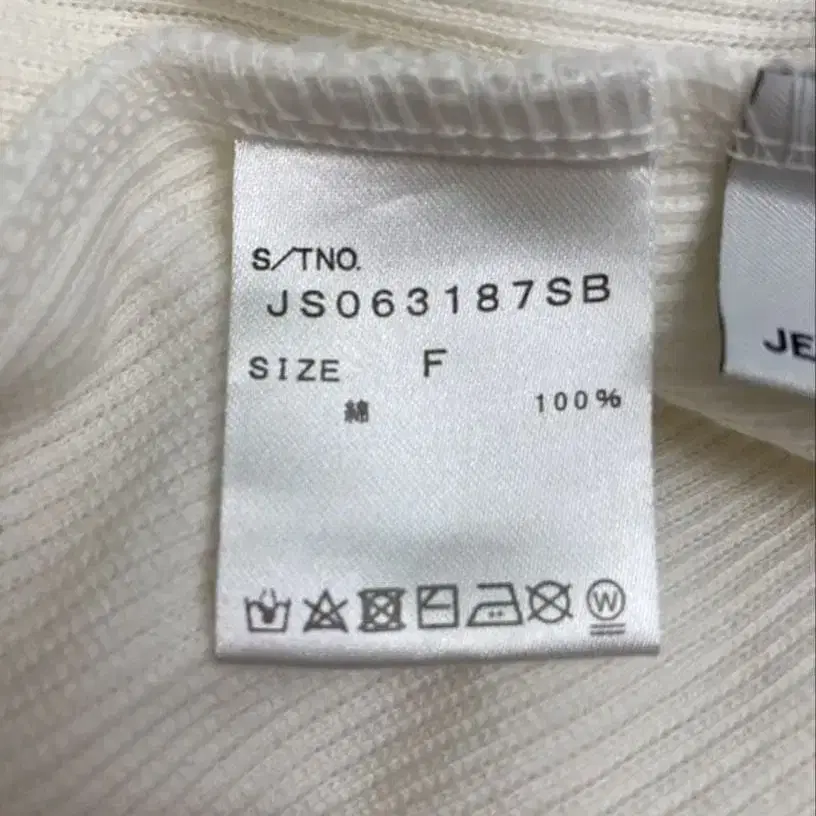 S/TNO.
JS063187SB
SIZE F
綿 100%
W
JE